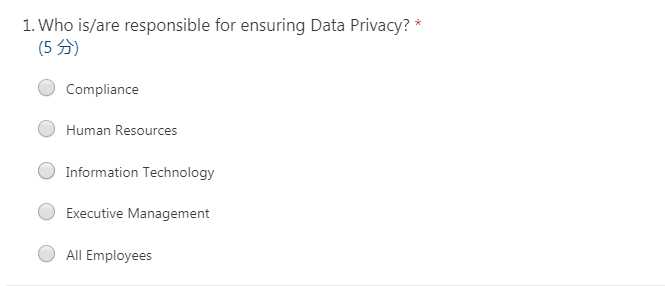 1. Who is/are responsible for ensuring Data Privacy? *
(5 分)
Compliance
Human Resources
Information Technology
Executive Management
All Employees